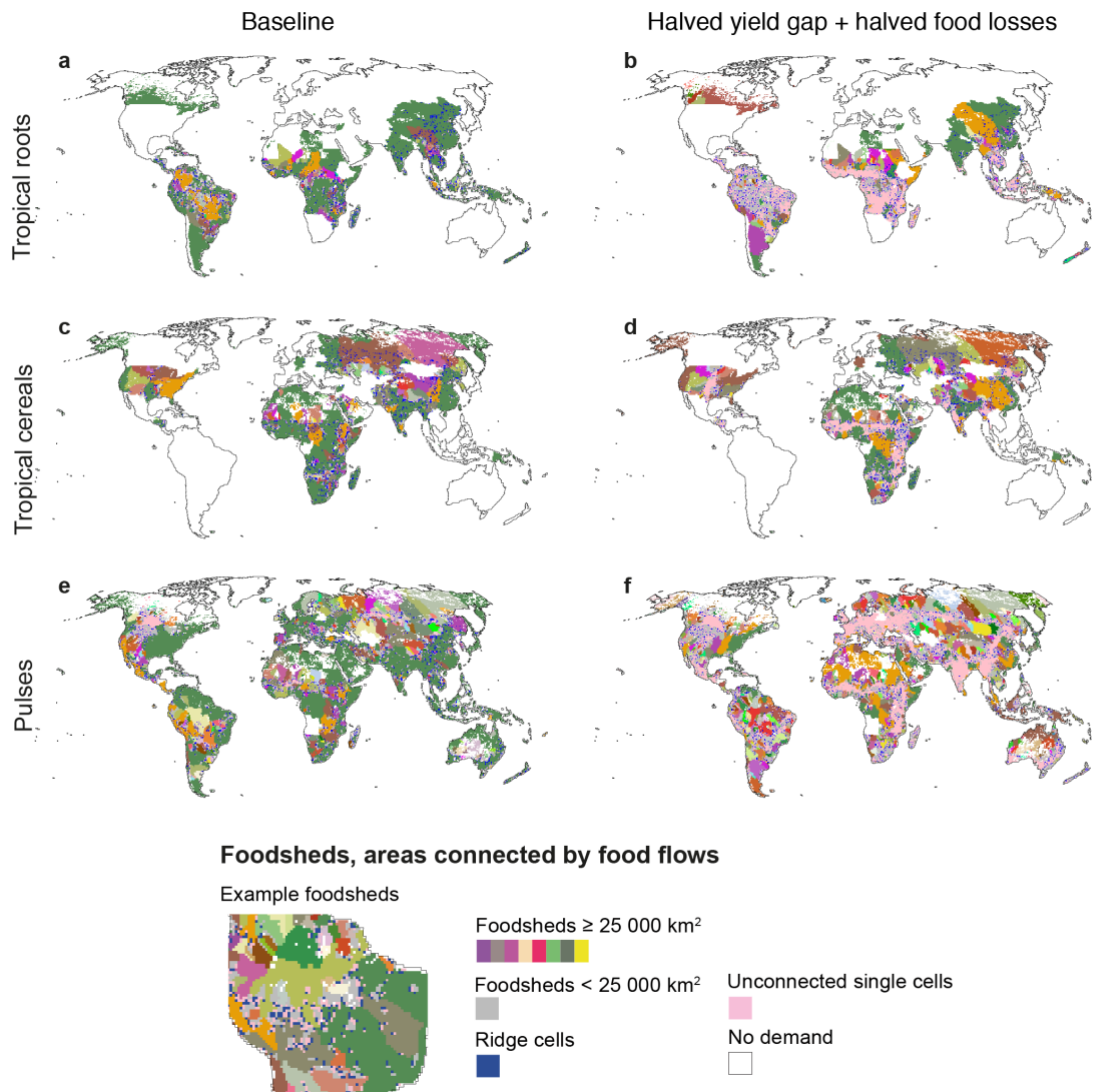 Baseline
Halved yield gap + halved food losses
a
b
Tropical roots
c
d
Tropical cereals
e
f
Pulses
Foodsheds, areas connected by food flows
Example foodsheds
Foodsheds ≥ 25 000 km²
Foodsheds < 25 000 km²
Unconnected single cells
Ridge cells
No demand